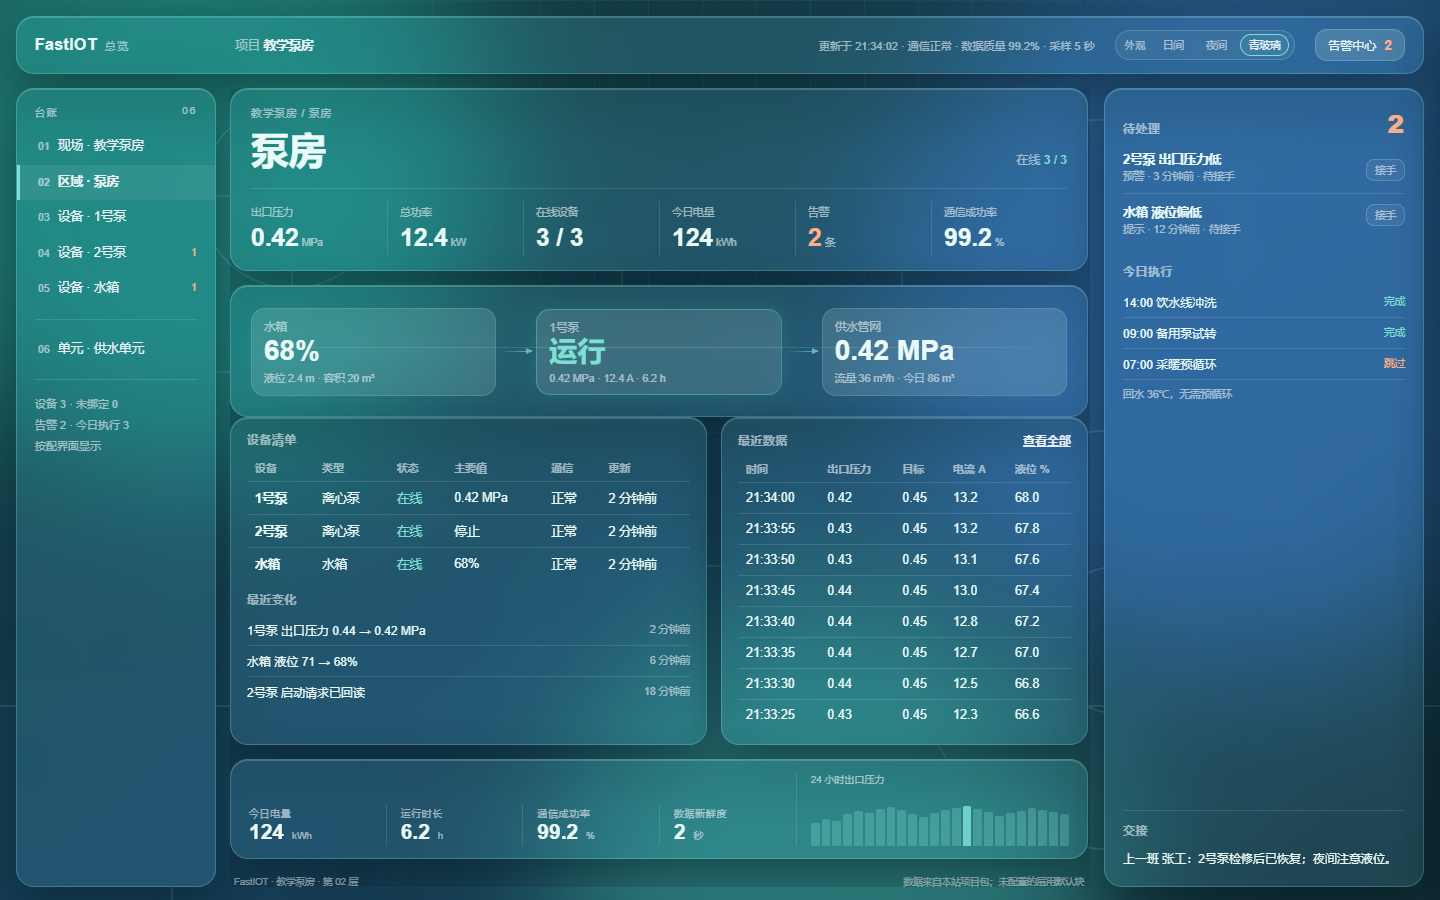 FastIOT 总览
项目 教学泵房
更新于 21:34:02 · 通信正常 · 数据质量 99.2% · 采样 5 秒
外观 日间 夜间 青玻璃
告警中心 2
台账 06
01 现场 · 教学泵房
02 区域 · 泵房
03 设备 · 1号泵
04 设备 · 2号泵 1
05 设备 · 水箱 1
06 单元 · 供水单元
设备 3 · 未绑定 0
告警 2 · 今日执行 3
按配界面显示
教学泵房 / 泵房
泵房
在线 3 / 3
出口压力 总功率 在线设备 今日电量 告警 通信成功率
0.42 MPa 12.4 kW 3 / 3 124 kWh 2 条 99.2 %
水箱
68%
液位 2.4 m · 容积 20 m³
1号泵
运行
0.42 MPa · 12.4 A · 6.2 h
供水管网
0.42 MPa
流量 36 m³/h · 今日 86 m³
设备清单
设备 类型 状态 主要值 通信 更新
1号泵 离心泵 在线 0.42 MPa 正常 2 分钟前
2号泵 离心泵 在线 停止 正常 2 分钟前
水箱 水箱 在线 68% 正常 2 分钟前
最近变化
1号泵 出口压力 0.44 → 0.42 MPa 2 分钟前
水箱 液位 71 → 68% 6 分钟前
2号泵 启动请求已回读 18 分钟前
最近数据 查看全部
时间 出口压力 目标 电流 A 液位 %
21:34:00 0.42 0.45 13.2 68.0
21:33:55 0.43 0.45 13.2 67.8
21:33:50 0.43 0.45 13.1 67.6
21:33:45 0.44 0.45 13.0 67.4
21:33:40 0.44 0.45 12.8 67.2
21:33:35 0.44 0.45 12.7 67.0
21:33:30 0.44 0.45 12.5 66.8
21:33:25 0.43 0.45 12.3 66.6
今日电量 运行时长 通信成功率 数据新鲜度
124 kWh 6.2 h 99.2 % 2 秒
24 小时出口压力
FastIOT · 教学泵房 · 第 02 层
数据来自本站项目包；未配置的层用默认块
待处理 2
2号泵 出口压力低
预警 · 3 分钟前 · 待接手
接手
水箱 液位偏低
提示 · 12 分钟前 · 待接手
接手
今日执行
14:00 饮水线冲洗 完成
09:00 备用泵试转 完成
07:00 采暖预循环 跳过
回水 36℃，无需预循环
交接
上一班 张工：2号泵检修后已恢复；夜间注意液位。